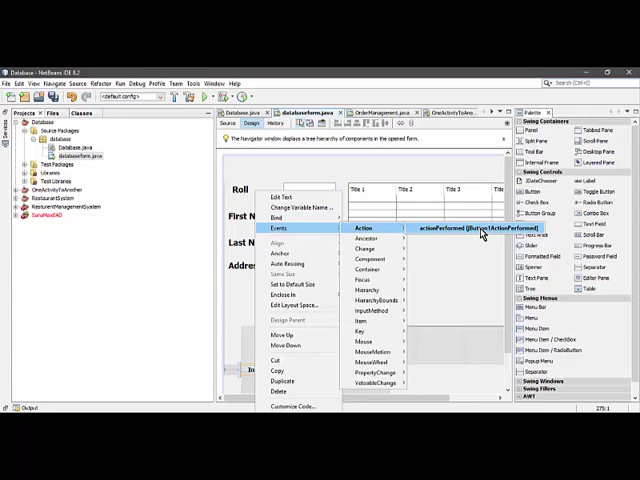 Database - NetBeans IDE 8.2
File Edit View Navigate Source Refactor Run Debug Profile Team Tools Window Help
<default config>
Search (Ctrl+I)
Projects Files Classes
Services
Database
Source Packages
database
Database.java
databaseform.java
Test Packages
Libraries
Test Libraries
OneActivityToAnother
RestaurantSystem
ResturentManagementSystem
SanaMoxSAD
Database.java databaseform.java OrderManagement.java OneActivityToAno...
Source Design History
The Navigator window displays a tree hierarchy of components in the opened form.
Roll
First N
Last N
Addres
In
Title 1 Title 2 Title 3
Edit Text
Change Variable Name ...
Bind
Events
Align
Anchor
Auto Resizing
Same Size
Set to Default Size
Enclose In
Edit Layout Space...
Design Parent
Move Up
Move Down
Cut
Copy
Duplicate
Delete
Customize Code...
Action
Ancestor
Change
Component
Container
Focus
Hierarchy
HierarchyBounds
InputMethod
Item
Key
Mouse
MouseMotion
MouseWheel
PropertyChange
VetoableChange
actionPerformed [jButton1ActionPerformed]
Palette
Swing Containers
Panel Tabbed Pane
Split Pane Scroll Pane
Tool Bar Desktop Pane
Internal Frame Layered Pane
Swing Controls
JDateChooser Label
Button Toggle Button
Check Box Radio Button
Button Group Combo Box
List Text Field
Text Area Scroll Bar
Slider Progress Bar
Formatted Field Password Field
Spinner Separator
Text Pane Editor Pane
Tree Table
Swing Menus
Menu Bar
Menu
Menu Item
Menu Item / CheckBox
Menu Item / RadioButton
Popup Menu
Separator
Swing Windows
Swing Fillers
AWT
Output
275:1